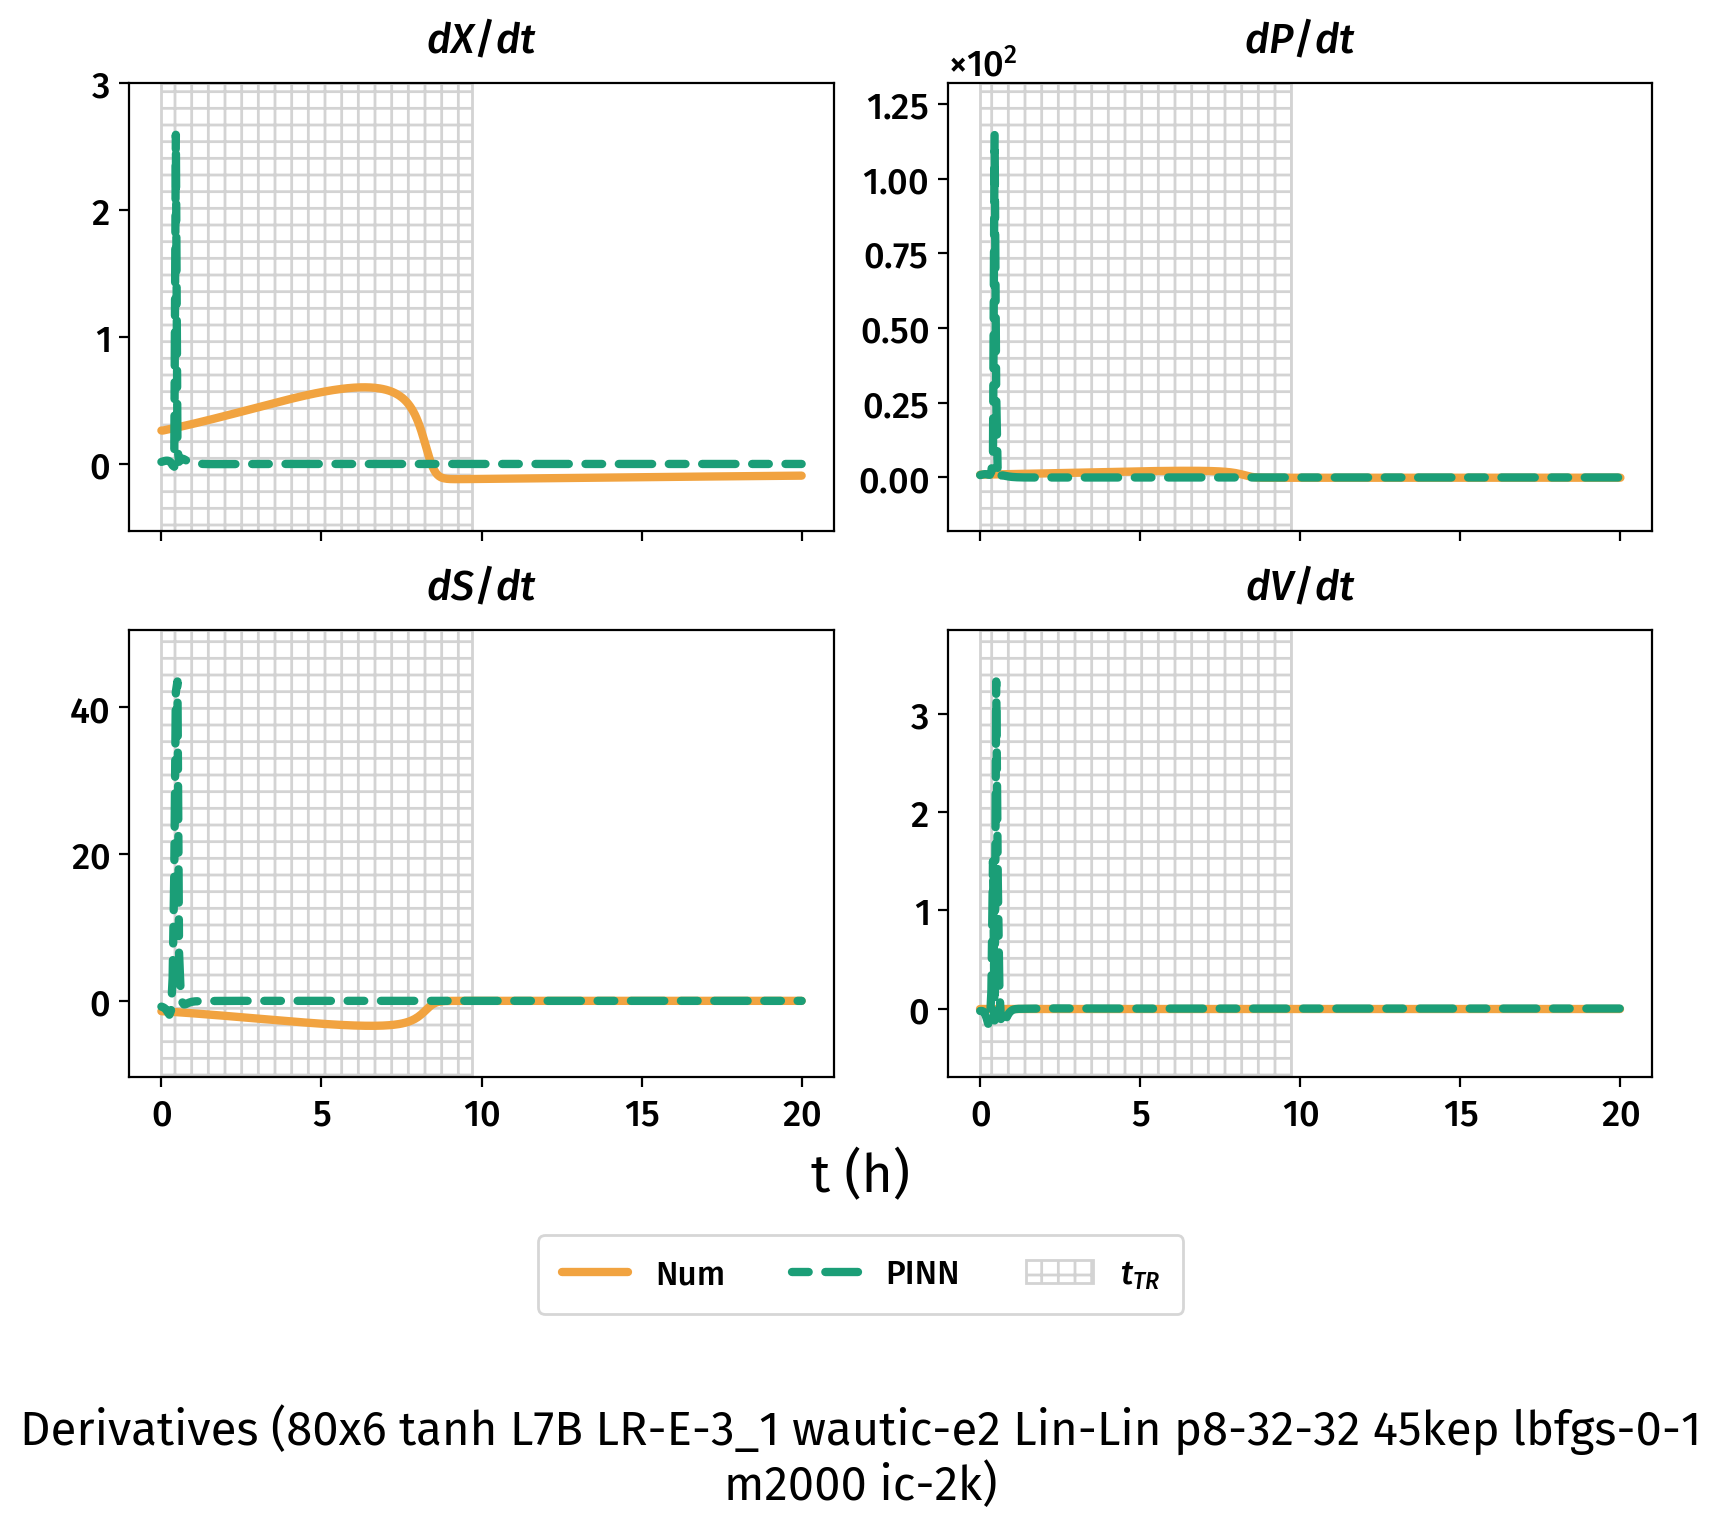 dX/dt
dP/dt
×10²
3
2
1
0
1.25
1.00
0.75
0.50
0.25
0.00
dS/dt
dV/dt
40
20
0
3
2
1
0
0 5 10 15 20
0 5 10 15 20
t (h)
Num PINN t_TR
Derivatives (80x6 tanh L7B LR-E-3_1 wautic-e2 Lin-Lin p8-32-32 45kep lbfgs-0-1
m2000 ic-2k)